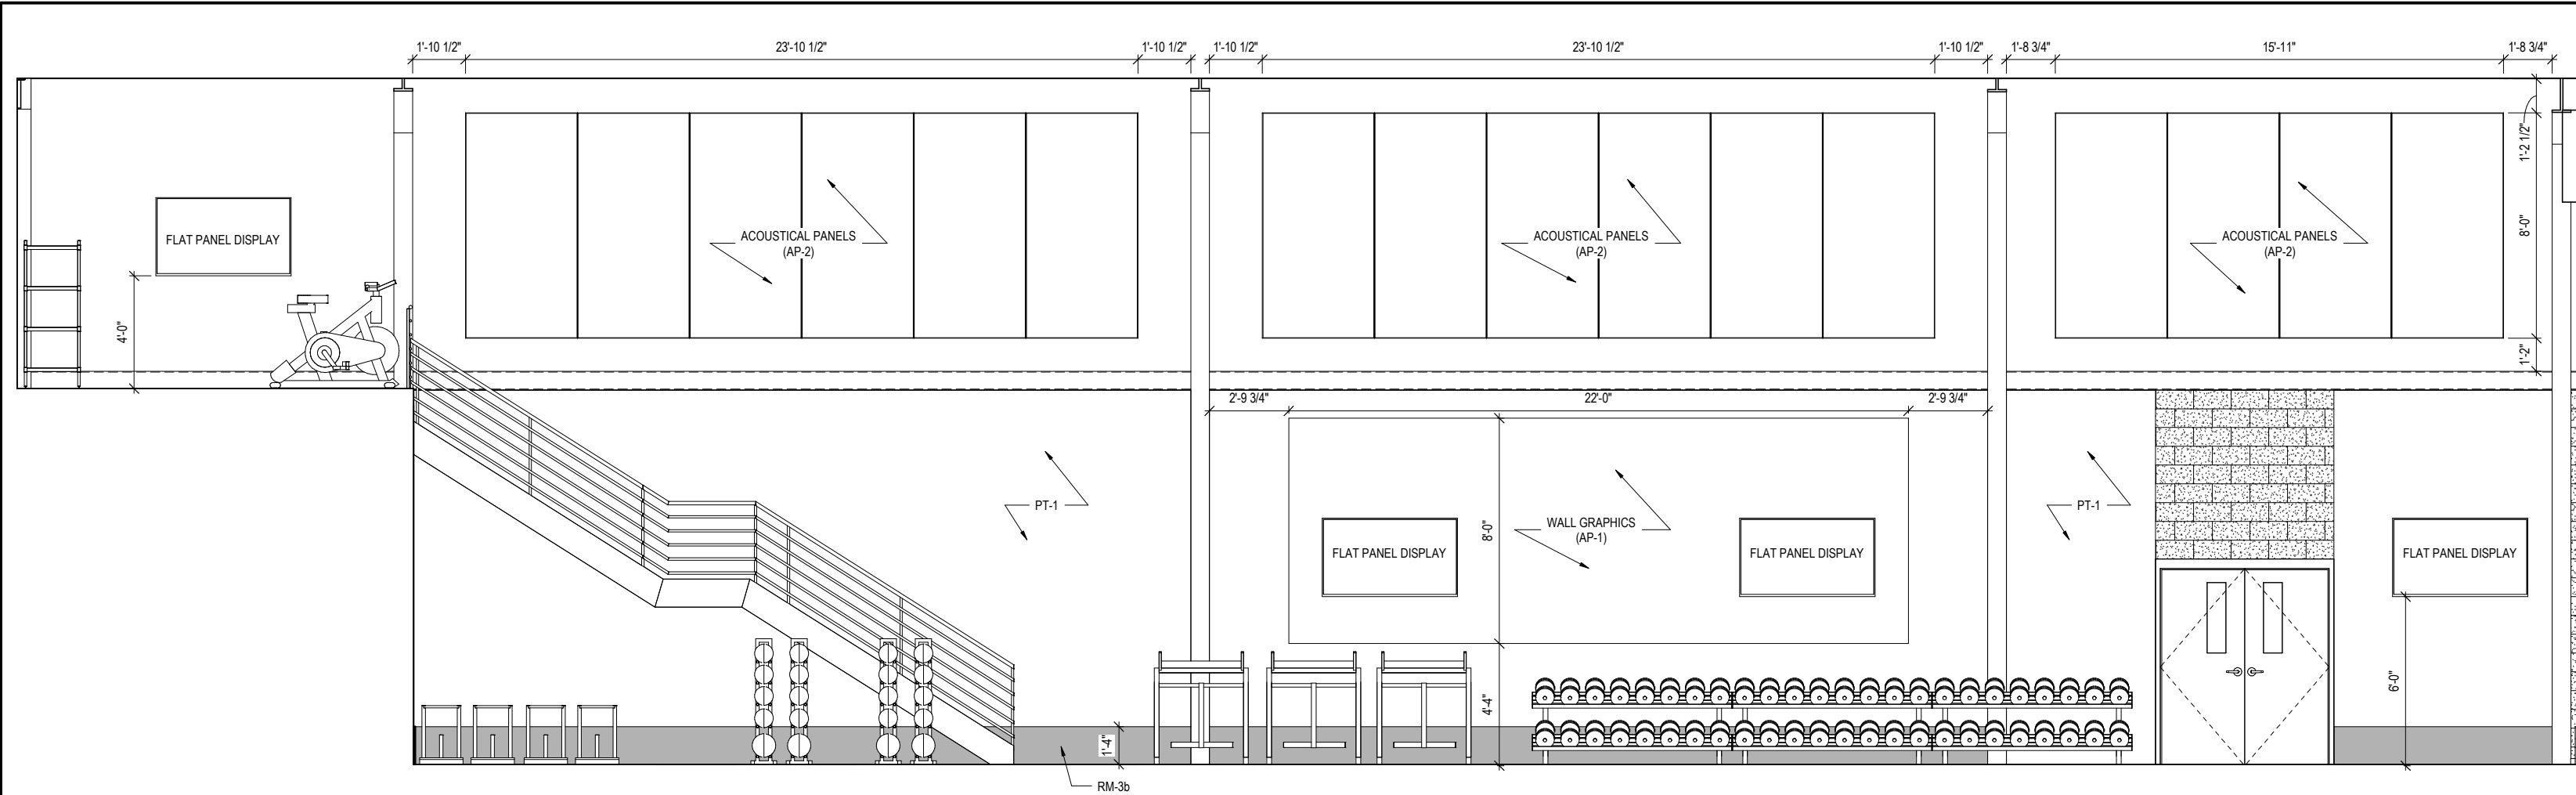 1'-10 1/2"
23'-10 1/2"
1'-10 1/2"
1'-10 1/2"
23'-10 1/2"
1'-10 1/2"
1'-8 3/4"
15'-11"
1'-8 3/4"
1'-2 1/2"
8'-0"
1'-2"
FLAT PANEL DISPLAY
4'-0"
ACOUSTICAL PANELS
(AP-2)
ACOUSTICAL PANELS
(AP-2)
ACOUSTICAL PANELS
(AP-2)
2'-9 3/4"
22'-0"
2'-9 3/4"
PT-1
8'-0"
WALL GRAPHICS
(AP-1)
FLAT PANEL DISPLAY
FLAT PANEL DISPLAY
PT-1
FLAT PANEL DISPLAY
6'-0"
4'-4"
1'-4"
RM-3b